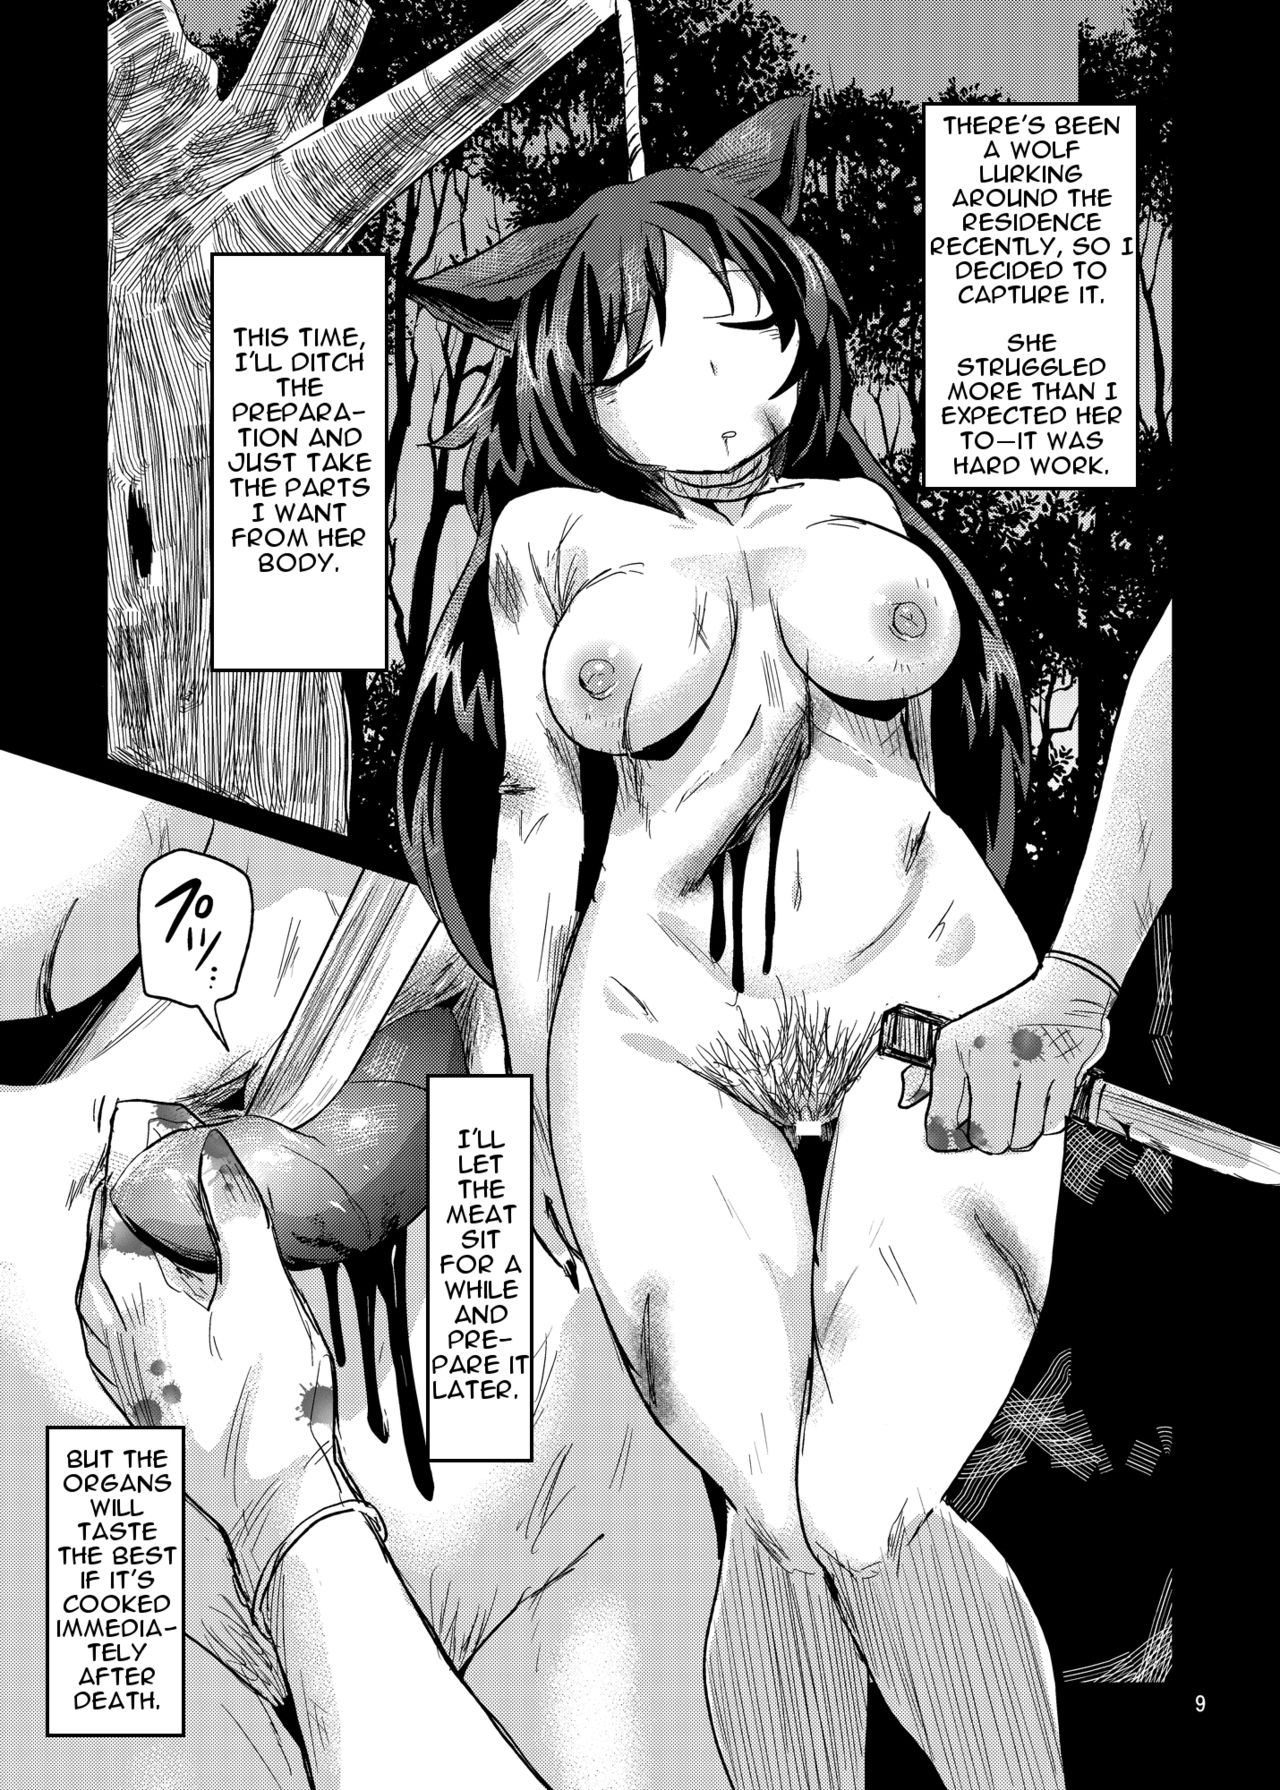 THERE'S BEEN
A WOLF
LURKING
AROUND THE
RESIDENCE
RECENTLY, SO I
DECIDED TO
CAPTURE IT.
SHE
STRUGGLED
MORE THAN I
EXPECTED HER
TO—IT WAS
HARD WORK.
THIS TIME,
I'LL DITCH
THE
PREPARA-
TION AND
JUST TAKE
THE PARTS
I WANT
FROM HER
BODY.
プツッ…
I'LL
LET
THE
MEAT
SIT
FOR A
WHILE
AND
PRE-
PARE IT
LATER.
BUT THE
ORGANS
WILL
TASTE
THE BEST
IF IT'S
COOKED
IMMEDIA-
TELY
AFTER
DEATH.
9